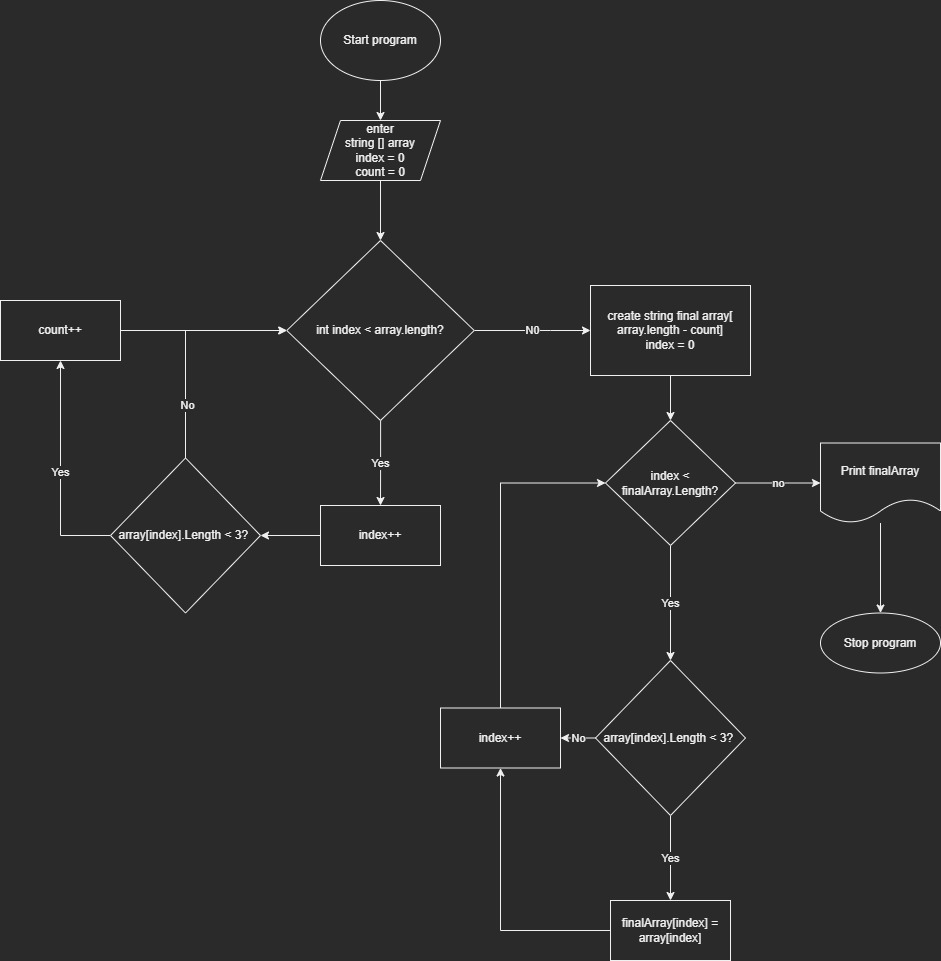 Start program
enter
string [] array
index = 0
count = 0
count++
int index < array.length?
N0
create string final array[
array.length - count]
index = 0
No
Yes
Yes
array[index].Length < 3?
index++
index <
finalArray.Length?
no
Print finalArray
Yes
Stop program
index++
No
array[index].Length < 3?
Yes
finalArray[index] =
array[index]